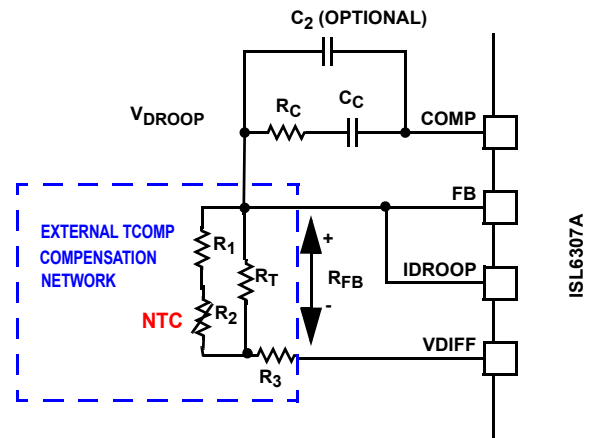 C2 (OPTIONAL)
RC
CC
COMP
VDROOP
FB
EXTERNAL TCOMP
COMPENSATION
NETWORK
R1
RT
+
RFB
-
IDROOP
ISL6307A
NTC
R2
R3
VDIFF